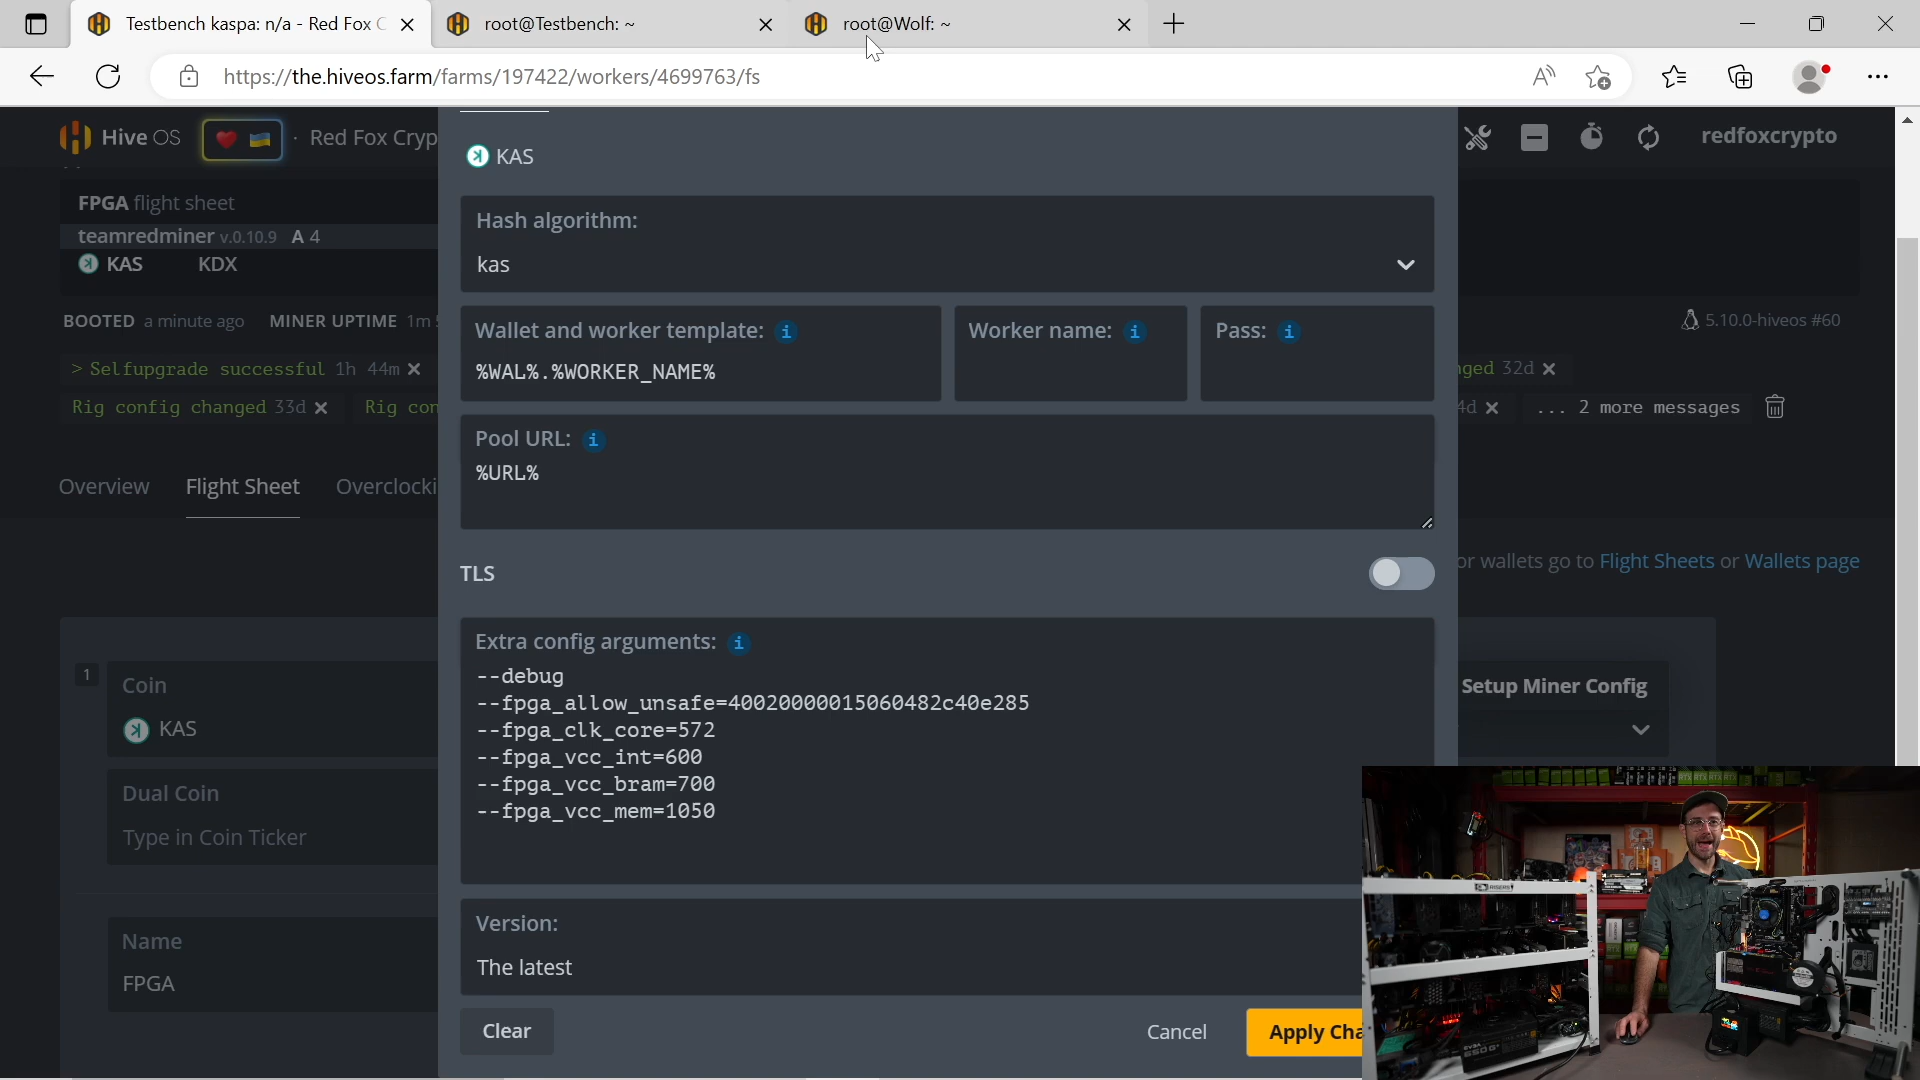 Testbench kaspa: n/a - Red Fox C
root@Testbench: ~
root@Wolf: ~
https://the.hiveos.farm/farms/197422/workers/4699763/fs
Hive OS
· Red Fox Cryp
redfoxcrypto
KAS
FPGA flight sheet
teamredminer v.0.10.9 A 4
KAS KDX
Hash algorithm:
kas
BOOTED a minute ago MINER UPTIME 1m
5.10.0-hiveos #60
Wallet and worker template:
%WAL%.%WORKER_NAME%
Worker name:
Pass:
> Selfupgrade successful 1h 44m
nged 32d
Rig config changed 33d
Rig con
4d
... 2 more messages
Pool URL:
%URL%
Overview Flight Sheet Overclocki
TLS
or wallets go to Flight Sheets or Wallets page
Extra config arguments:
--debug
--fpga_allow_unsafe=40020000015060482c40e285
--fpga_clk_core=572
--fpga_vcc_int=600
--fpga_vcc_bram=700
--fpga_vcc_mem=1050
1
Coin
KAS
Setup Miner Config
Dual Coin
Type in Coin Ticker
Name
FPGA
Version:
The latest
Clear
Cancel
Apply Cha